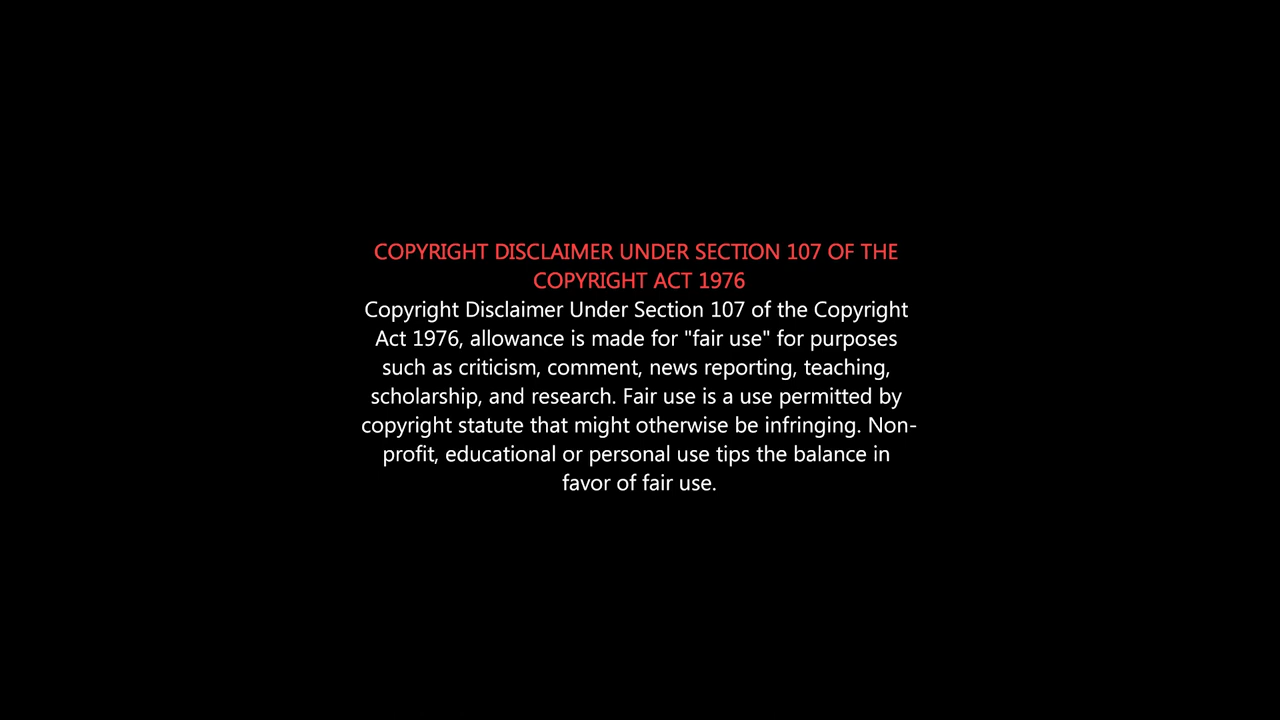 COPYRIGHT DISCLAIMER UNDER SECTION 107 OF THE
COPYRIGHT ACT 1976
Copyright Disclaimer Under Section 107 of the Copyright
Act 1976, allowance is made for "fair use" for purposes
such as criticism, comment, news reporting, teaching,
scholarship, and research. Fair use is a use permitted by
copyright statute that might otherwise be infringing. Non-
profit, educational or personal use tips the balance in
favor of fair use.